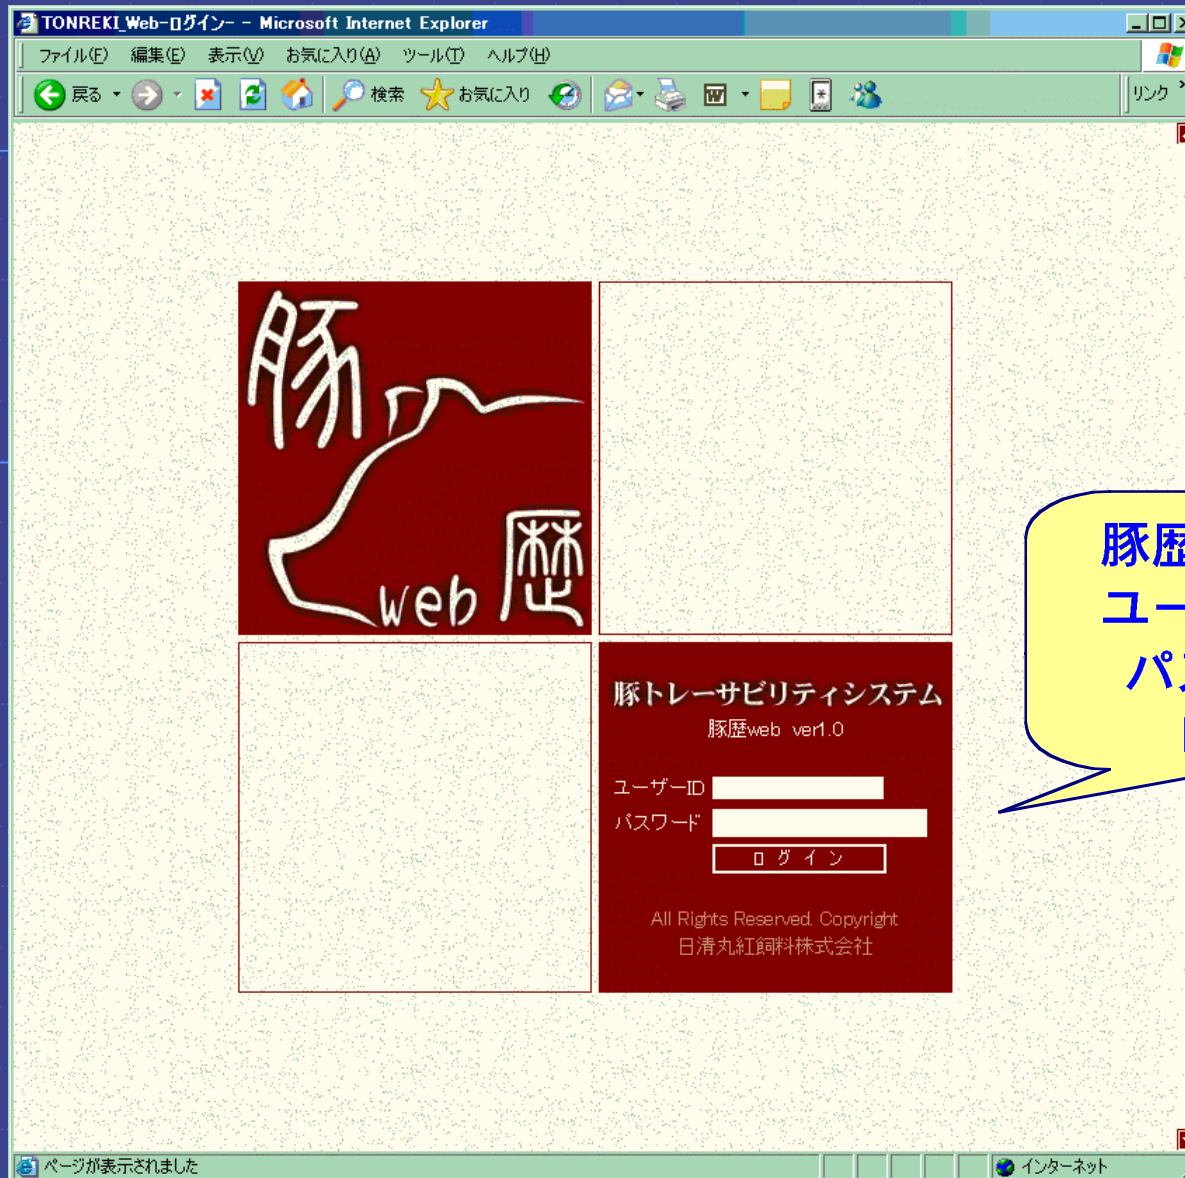 TONREKI_Web-ログイン- - Microsoft Internet Explorer
ファイル(F) 編集(E) 表示(V) お気に入り(A) ツール(T) ヘルプ(H)
戻る 検索 お気に入り リンク
豚
web 歴
豚歴
ユー
豚トレーサビリティシステム
豚歴web ver1.0
ユーザーID
パスワード
ログイン
All Rights Reserved. Copyright
日清丸紅飼料株式会社
ページが表示されました インターネット